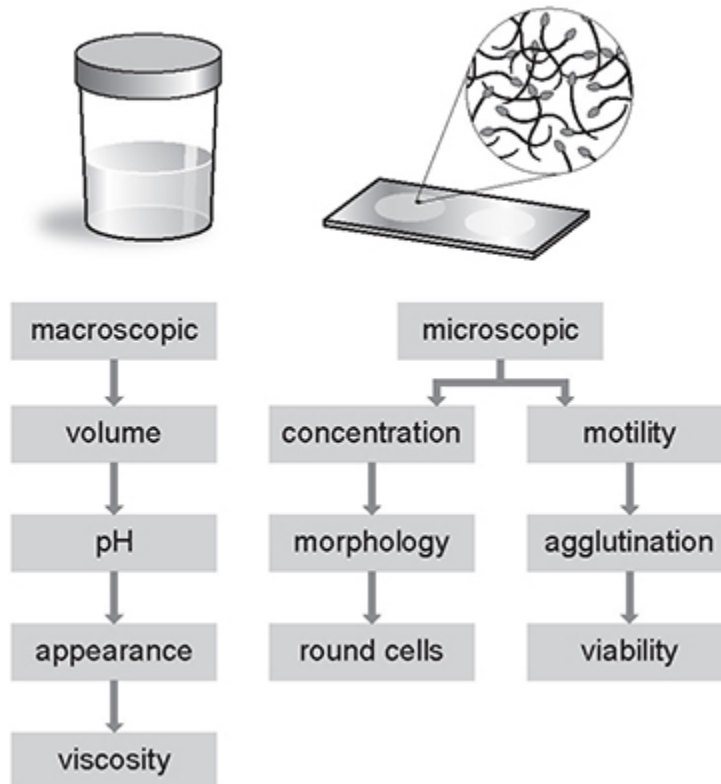 macroscopic
volume
pH
appearance
viscosity
microscopic
concentration
morphology
round cells
motility
agglutination
viability